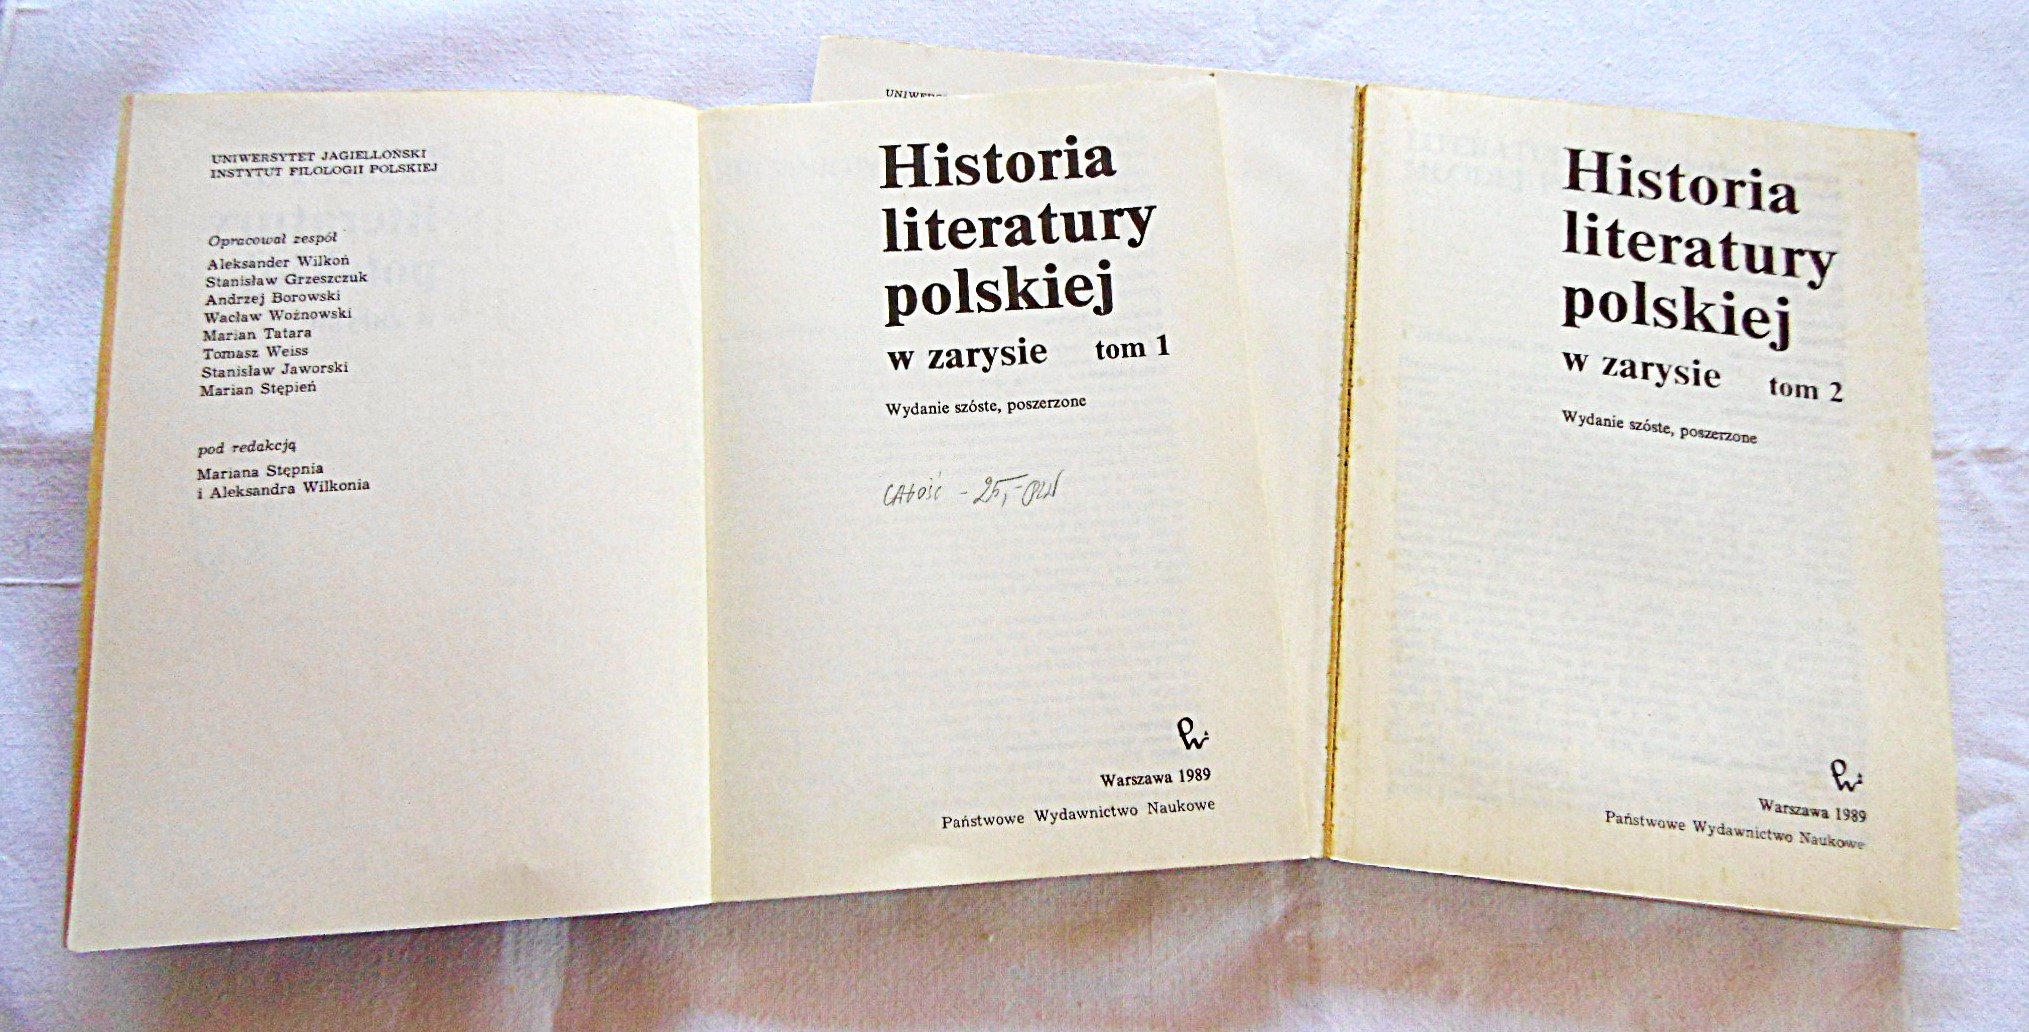 UNIWERSYTET JAGIELLOŃSKI
INSTYTUT FILOLOGII POLSKIEJ
Opracował zespół
Aleksander Wilkoń
Stanisław Grzeszczuk
Andrzej Borowski
Wacław Woźnowski
Marian Tatara
Tomasz Weiss
Stanisław Jaworski
Marian Stępień
pod redakcją
Mariana Stępnia
i Aleksandra Wilkonia
Historia
literatury
polskiej
w zarysie tom 1
Wydanie szóste, poszerzone
CAŁOŚĆ - 25,- PLN
Warszawa 1989
Państwowe Wydawnictwo Naukowe
Historia
literatury
polskiej
w zarysie tom 2
Wydanie szóste, poszerzone
Warszawa 1989
Państwowe Wydawnictwo Naukowe